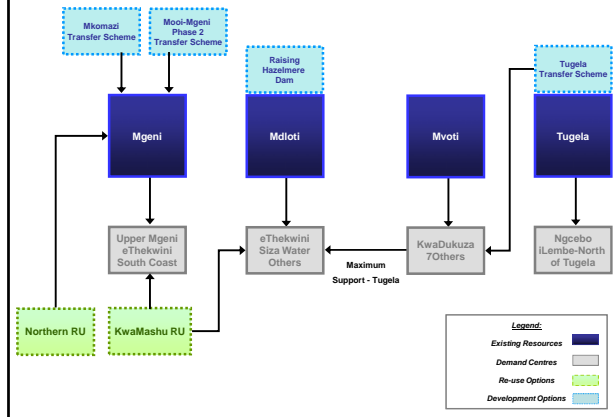 Mkomazi
Transfer Scheme
Mooi-Mgeni
Phase 2
Transfer Scheme
Raising
Hazelmere
Dam
Tugela
Transfer Scheme
Mgeni
Mdloti
Mvoti
Tugela
Upper Mgeni
eThekwini
South Coast
eThekwini
Siza Water
Others
KwaDukuza
7Others
Ngcebo
iLembe-North
of Tugela
Maximum
Support - Tugela
Northern RU
KwaMashu RU
Legend:
Existing Resources
Demand Centres
Re-use Options
Development Options